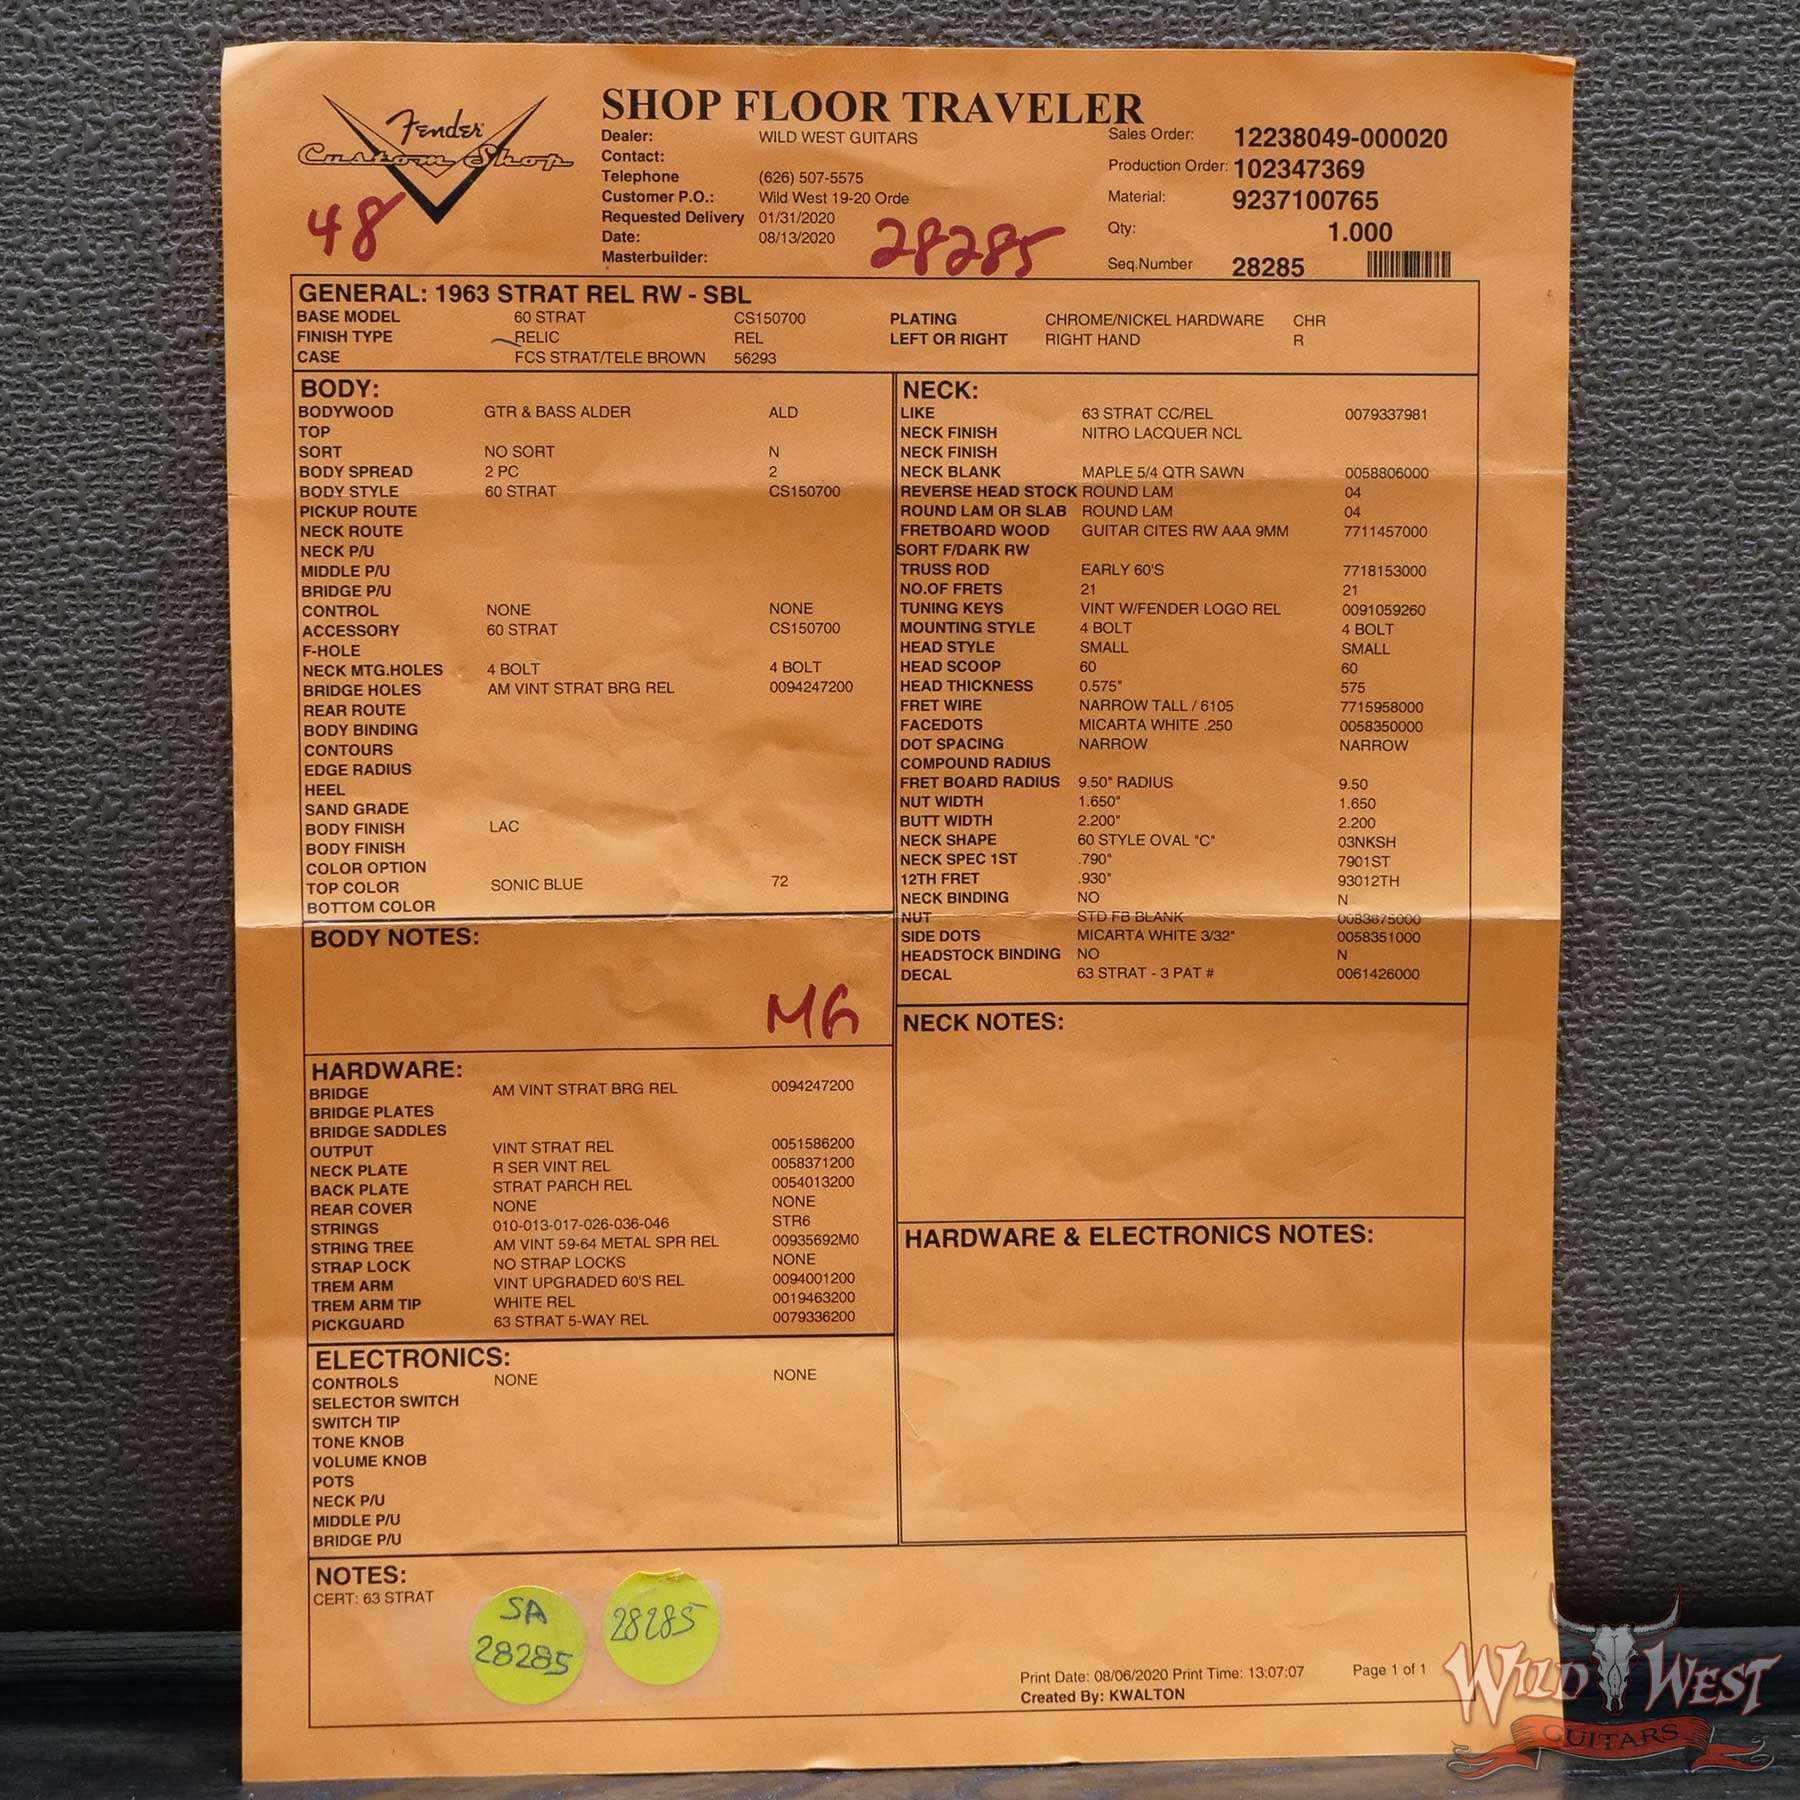 Fender
Custom Shop
SHOP FLOOR TRAVELER
Dealer: WILD WEST GUITARS
Contact:
Telephone (626) 507-5575
Customer P.O.: Wild West 19-20 Orde
Requested Delivery 01/31/2020
Date: 08/13/2020
Masterbuilder:
48
28285
Sales Order: 12238049-000020
Production Order: 102347369
Material: 9237100765
Qty: 1.000
Seq.Number 28285
GENERAL: 1963 STRAT REL RW - SBL
BASE MODEL 60 STRAT CS150700
FINISH TYPE RELIC REL
CASE FCS STRAT/TELE BROWN 56293
PLATING CHROME/NICKEL HARDWARE CHR
LEFT OR RIGHT RIGHT HAND R
BODY:
BODYWOOD GTR & BASS ALDER ALD
TOP
SORT NO SORT N
BODY SPREAD 2 PC 2
BODY STYLE 60 STRAT CS150700
PICKUP ROUTE
NECK ROUTE
NECK P/U
MIDDLE P/U
BRIDGE P/U
CONTROL NONE NONE
ACCESSORY 60 STRAT CS150700
F-HOLE
NECK MTG.HOLES 4 BOLT 4 BOLT
BRIDGE HOLES AM VINT STRAT BRG REL 0094247200
REAR ROUTE
BODY BINDING
CONTOURS
EDGE RADIUS
HEEL
SAND GRADE
BODY FINISH LAC
BODY FINISH
COLOR OPTION
TOP COLOR SONIC BLUE 72
BOTTOM COLOR
BODY NOTES:
MG
HARDWARE:
BRIDGE AM VINT STRAT BRG REL 0094247200
BRIDGE PLATES
BRIDGE SADDLES
OUTPUT VINT STRAT REL 0051586200
NECK PLATE R SER VINT REL 0058371200
BACK PLATE STRAT PARCH REL 0054013200
REAR COVER NONE NONE
STRINGS 010-013-017-026-036-046 STR6
STRING TREE AM VINT 59-64 METAL SPR REL 00935692M0
STRAP LOCK NO STRAP LOCKS NONE
TREM ARM VINT UPGRADED 60'S REL 0094001200
TREM ARM TIP WHITE REL 0019463200
PICKGUARD 63 STRAT 5-WAY REL 0079336200
ELECTRONICS:
CONTROLS NONE NONE
SELECTOR SWITCH
SWITCH TIP
TONE KNOB
VOLUME KNOB
POTS
NECK P/U
MIDDLE P/U
BRIDGE P/U
NECK:
LIKE 63 STRAT CC/REL 0079337981
NECK FINISH NITRO LACQUER NCL
NECK FINISH
NECK BLANK MAPLE 5/4 QTR SAWN 0058806000
REVERSE HEAD STOCK ROUND LAM 04
ROUND LAM OR SLAB ROUND LAM 04
FRETBOARD WOOD GUITAR CITES RW AAA 9MM 7711457000
SORT F/DARK RW
TRUSS ROD EARLY 60'S 7718153000
NO.OF FRETS 21 21
TUNING KEYS VINT W/FENDER LOGO REL 0091059260
MOUNTING STYLE 4 BOLT 4 BOLT
HEAD STYLE SMALL SMALL
HEAD SCOOP 60 60
HEAD THICKNESS 0.575" 575
FRET WIRE NARROW TALL / 6105 7715958000
FACEDOTS MICARTA WHITE .250 0058350000
DOT SPACING NARROW NARROW
COMPOUND RADIUS
FRET BOARD RADIUS 9.50" RADIUS 9.50
NUT WIDTH 1.650" 1.650
BUTT WIDTH 2.200" 2.200
NECK SHAPE 60 STYLE OVAL "C" 03NKSH
NECK SPEC 1ST .790" 7901ST
12TH FRET .930" 93012TH
NECK BINDING NO N
NUT STD FB BLANK 0083675000
SIDE DOTS MICARTA WHITE 3/32" 0058351000
HEADSTOCK BINDING NO N
DECAL 63 STRAT - 3 PAT # 0061426000
NECK NOTES:
HARDWARE & ELECTRONICS NOTES:
NOTES:
CERT: 63 STRAT
SA
28285
28285
Print Date: 08/06/2020 Print Time: 13:07:07 Page 1 of 1
Created By: KWALTON
WILD WEST
GUITARS